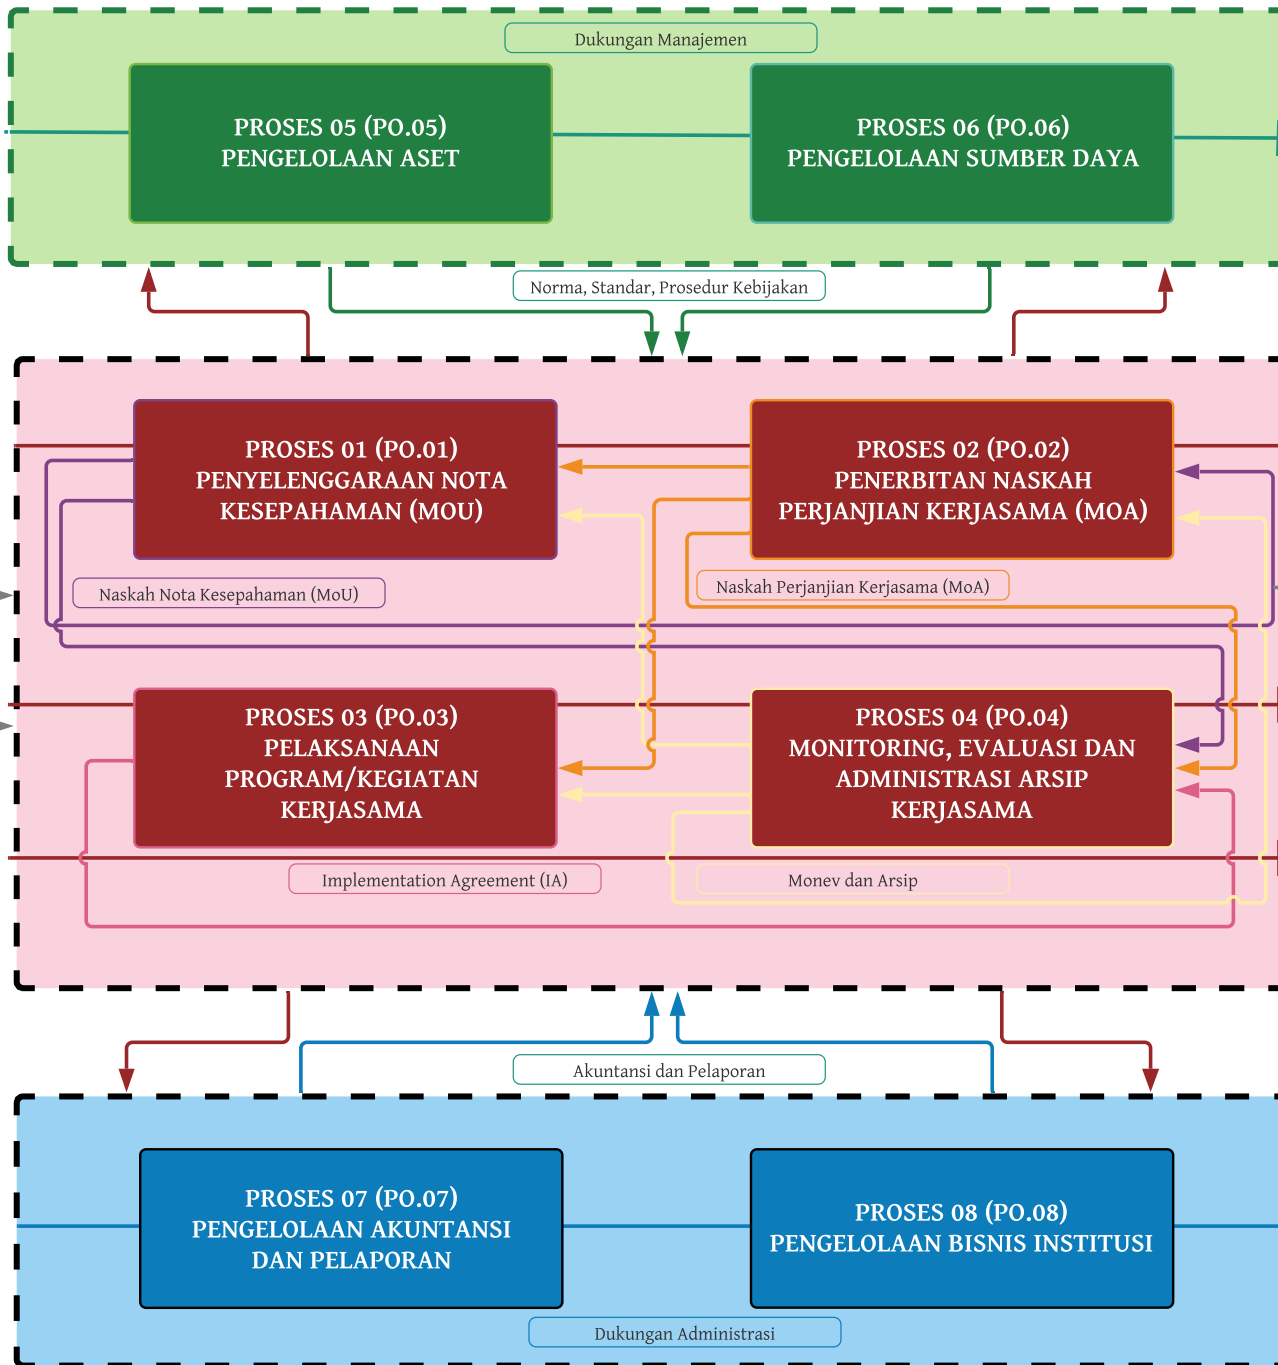 Dukungan Manajemen
PROSES 05 (PO.05)
PENGELOLAAN ASET
PROSES 06 (PO.06)
PENGELOLAAN SUMBER DAYA
Norma, Standar, Prosedur Kebijakan
PROSES 01 (PO.01)
PENYELENGGARAAN NOTA
KESEPAHAMAN (MOU)
PROSES 02 (PO.02)
PENERBITAN NASKAH
PERJANJIAN KERJASAMA (MOA)
Naskah Nota Kesepahaman (MoU)
Naskah Perjanjian Kerjasama (MoA)
PROSES 03 (PO.03)
PELAKSANAAN
PROGRAM/KEGIATAN
KERJASAMA
PROSES 04 (PO.04)
MONITORING, EVALUASI DAN
ADMINISTRASI ARSIP
KERJASAMA
Implementation Agreement (IA)
Monev dan Arsip
Akuntansi dan Pelaporan
PROSES 07 (PO.07)
PENGELOLAAN AKUNTANSI
DAN PELAPORAN
PROSES 08 (PO.08)
PENGELOLAAN BISNIS INSTITUSI
Dukungan Administrasi